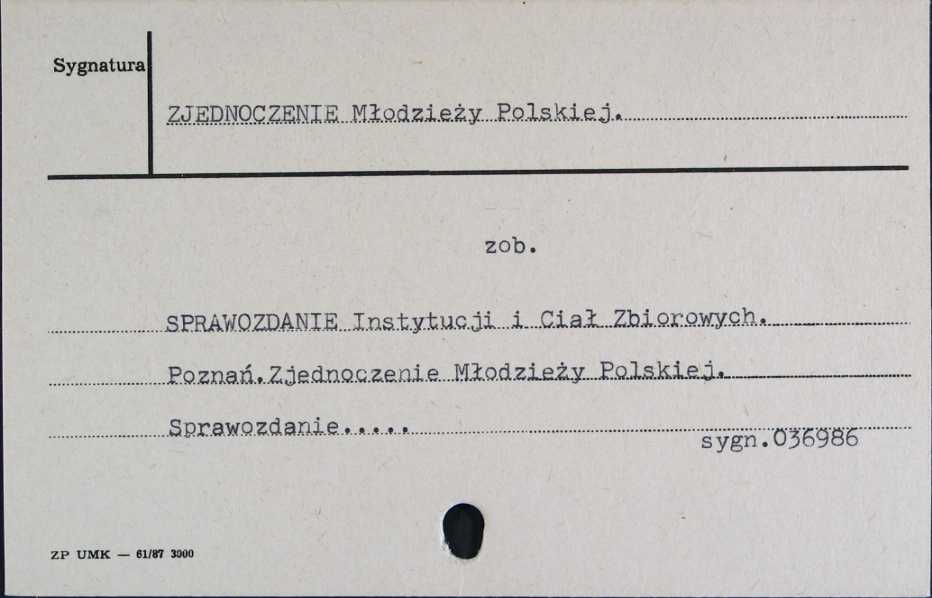 Sygnatura
ZJEDNOCZENIE Młodzieży Polskiej.
zob.
SPRAWOZDANIE Instytucji i Ciał Zbiorowych.
Poznań.Zjednoczenie Młodzieży Polskiej.
Sprawozdanie.....
sygn.036986
ZP UMK — 61/87 3000